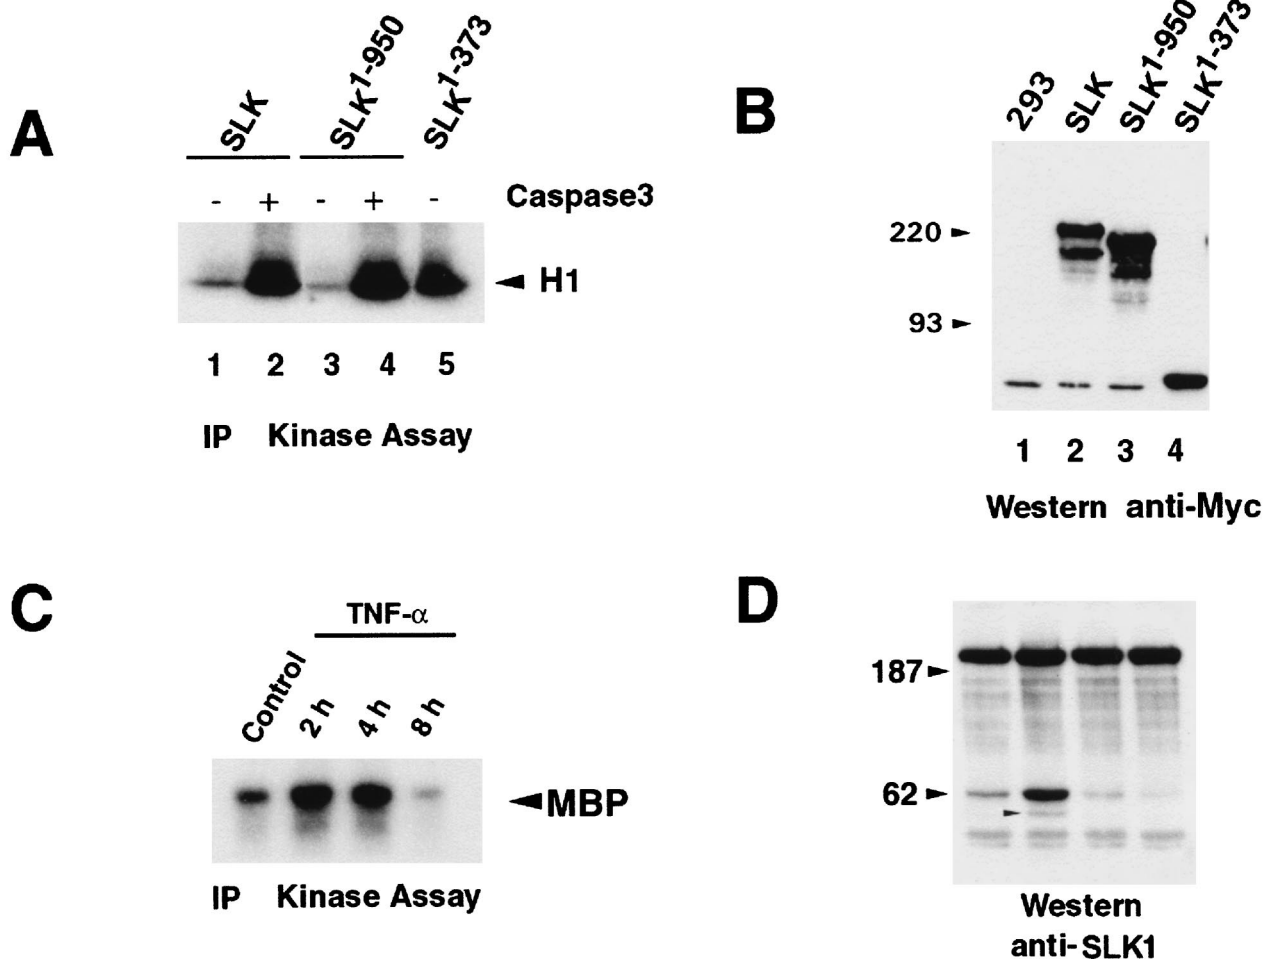 A
SLK
SLK1-950
SLK1-373
- + - + -
Caspase3
H1
1 2 3 4 5
IP Kinase Assay
B
293
SLK
SLK1-950
SLK1-373
220
93
1 2 3 4
Western anti-Myc
C
TNF-α
Control
2 h
4 h
8 h
MBP
IP Kinase Assay
D
187
62
Western
anti-SLK1